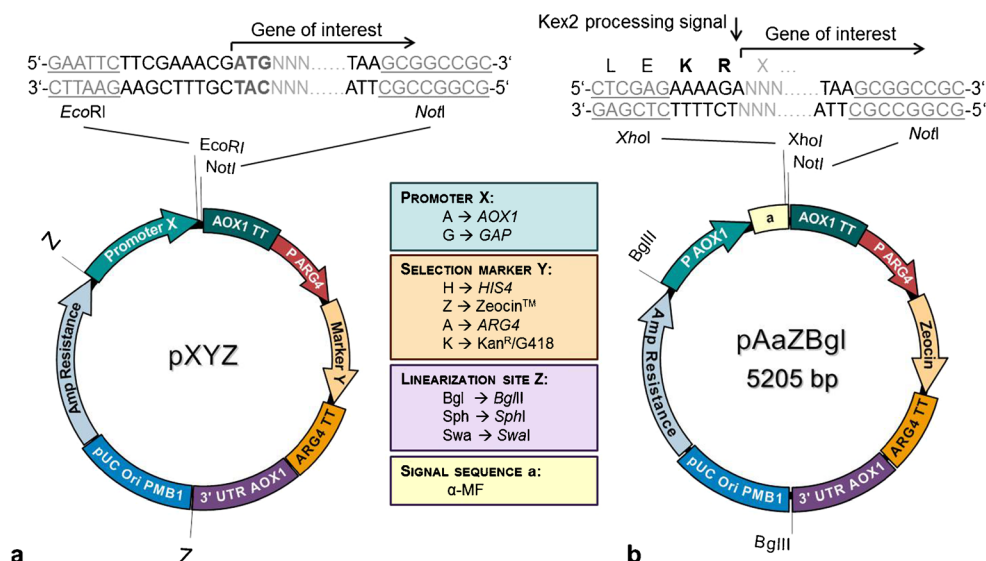 Gene of interest
5'-GAATTCTTCGAAACGATGNNN......TAAGCGGCCGC-3'
3'-CTTAAGAAGCTTTGCTACNNN......ATTCGCCGGCG-5'
EcoRI
NotI
EcoRI
NotI
Promoter X
AOX1 TT
P ARG4
Marker Y
ARG4 TT
3' UTR AOX1
pUC Ori PMB1
Amp Resistance
Z
Z
pXYZ
a
PROMOTER X:
A → AOX1
G → GAP
SELECTION MARKER Y:
H → HIS4
Z → Zeocin™
A → ARG4
K → Kanᴿ/G418
LINEARIZATION SITE Z:
Bgl → BglII
Sph → SphI
Swa → SwaI
SIGNAL SEQUENCE a:
α-MF
Kex2 processing signal
Gene of interest
L E K R X ...
5'-CTCGAGAAAAGANNN......TAAGCGGCCGC-3'
3'-GAGCTCTTTTCTNNN......ATTCGCCGGCG-5'
XhoI
NotI
XhoI
NotI
BglII
P AOX1
a
AOX1 TT
P ARG4
Zeocin
ARG4 TT
3' UTR AOX1
pUC Ori PMB1
Amp Resistance
BglII
pAaZBgl
5205 bp
b